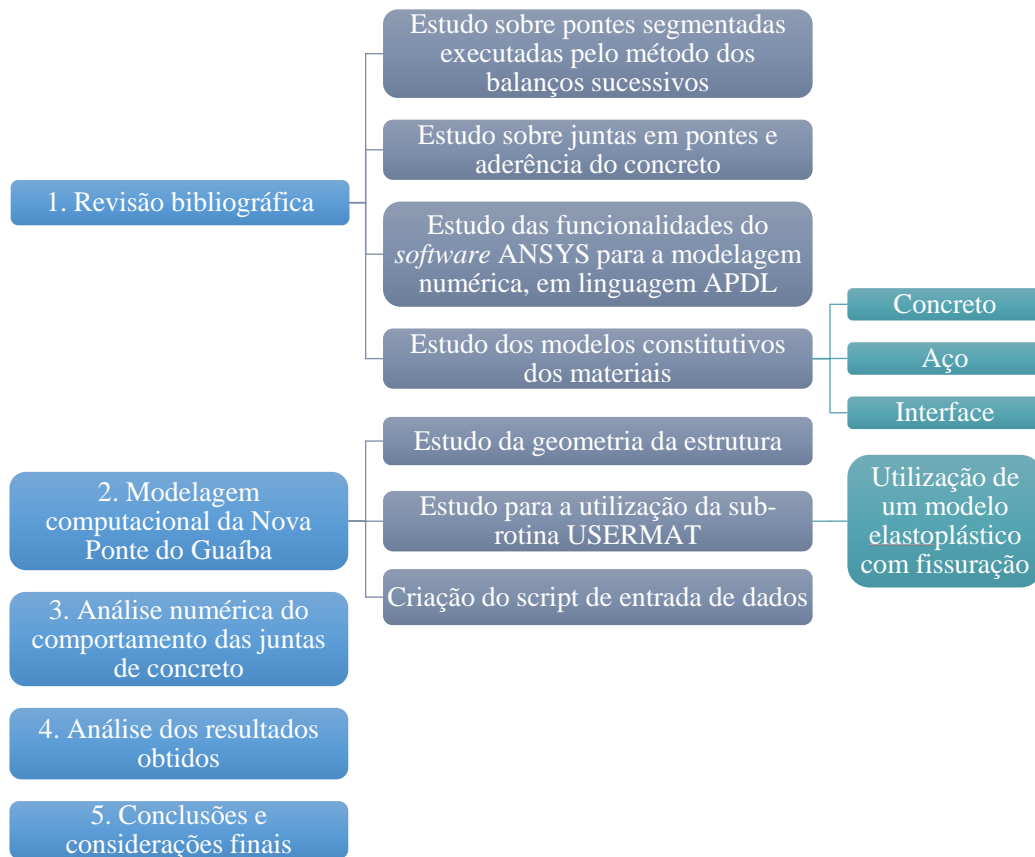 1. Revisão bibliográfica
Estudo sobre pontes segmentadas
executadas pelo método dos
balanços sucessivos
Estudo sobre juntas em pontes e
aderência do concreto
Estudo das funcionalidades do
software ANSYS para a modelagem
numérica, em linguagem APDL
Estudo dos modelos constitutivos
dos materiais
Concreto
Aço
Interface
2. Modelagem
computacional da Nova
Ponte do Guaíba
Estudo da geometria da estrutura
Estudo para a utilização da sub-
rotina USERMAT
Utilização de
um modelo
elastoplástico
com fissuração
Criação do script de entrada de dados
3. Análise numérica do
comportamento das juntas
de concreto
4. Análise dos resultados
obtidos
5. Conclusões e
considerações finais